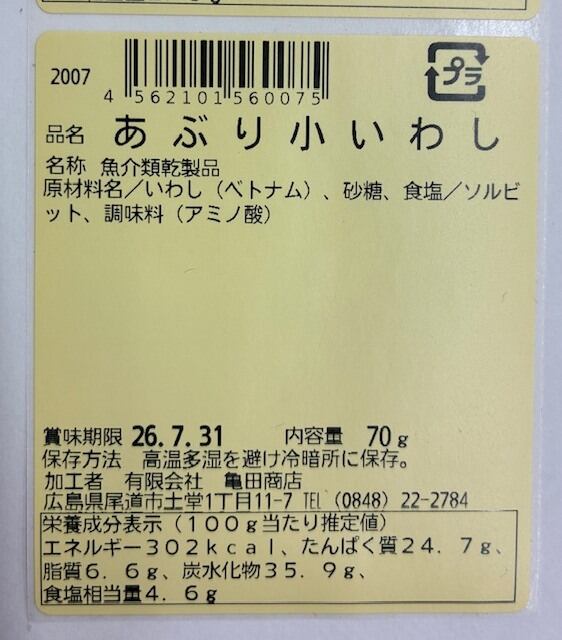 2007
4 562101 560075
プラ
品名 あぶり小いわし
名称 魚介類乾製品
原材料名／いわし（ベトナム）、砂糖、食塩／ソルビ
ット、調味料（アミノ酸）
賞味期限 26.7.31 内容量 70g
保存方法 高温多湿を避け冷暗所に保存。
加工者 有限会社 亀田商店
広島県尾道市土堂1丁目11-7 TEL（0848）22-2784
栄養成分表示（100g当たり推定値）
エネルギー302kcal、たんぱく質24.7g、
脂質6.6g、炭水化物35.9g、
食塩相当量4.6g